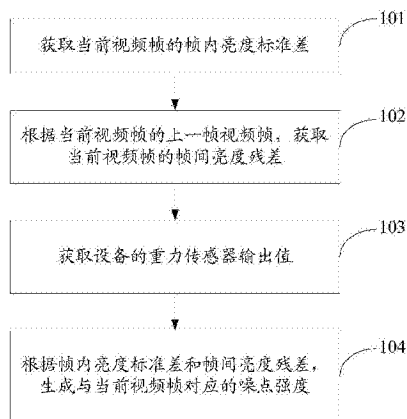 获取当前视频帧的帧内亮度标准差
101
根据当前视频帧的上一帧视频帧，获取
当前视频帧的帧间亮度残差
102
获取设备的重力传感器输出值
103
根据帧内亮度标准差和帧间亮度残差，
生成与当前视频帧对应的噪点强度
104